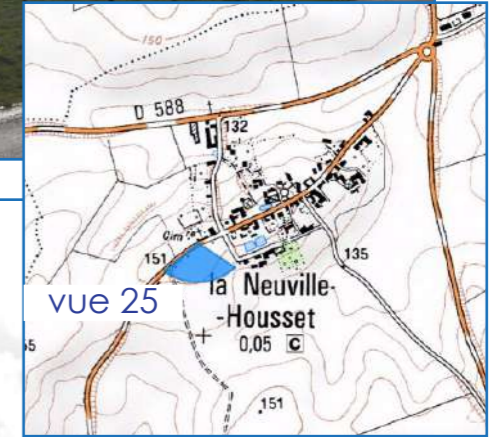 150
D 588
132
Cim
151
135
vue 25
la Neuville-
-Housset
0,05 C
5
151